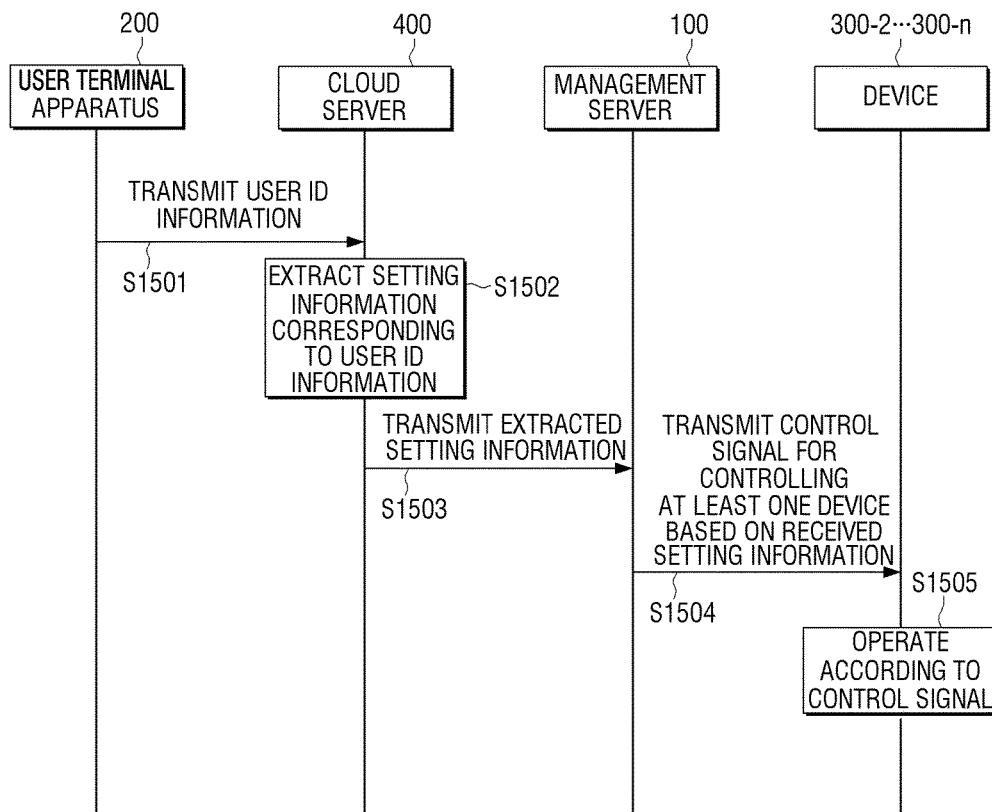 200
400
100
300-2···300-n
USER TERMINAL
APPARATUS
CLOUD
SERVER
MANAGEMENT
SERVER
DEVICE
TRANSMIT USER ID
INFORMATION
S1501
EXTRACT SETTING
INFORMATION
CORRESPONDING
TO USER ID
INFORMATION
S1502
TRANSMIT EXTRACTED
SETTING INFORMATION
S1503
TRANSMIT CONTROL
SIGNAL FOR
CONTROLLING
AT LEAST ONE DEVICE
BASED ON RECEIVED
SETTING INFORMATION
S1504
S1505
OPERATE
ACCORDING TO
CONTROL SIGNAL